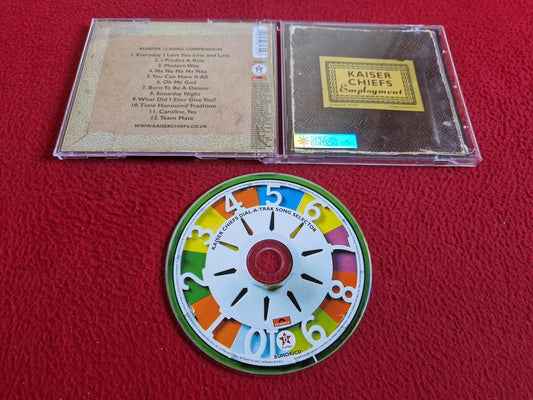 BUMPER 12-SONG COMPENDIUM
1. Everyday I Love You Less and Less
2. I Predict A Riot
3. Modern Way
4. Na Na Na Na Naa
5. You Can Have It All
6. Oh My God
7. Born To Be A Dancer
8. Saturday Night
9. What Did I Ever Give You?
10. Time Honoured Tradition
11. Caroline, Yes
12. Team Mate
WWW.KAISERCHIEFS.CO.UK
KAISER
CHIEFS
Employment
SPECIAL
EDITION
KAISER CHIEFS DIAL-A-TRAK SONG SELECTOR
2 3 4 5 6 7 8 9 10
BUNQ93CD